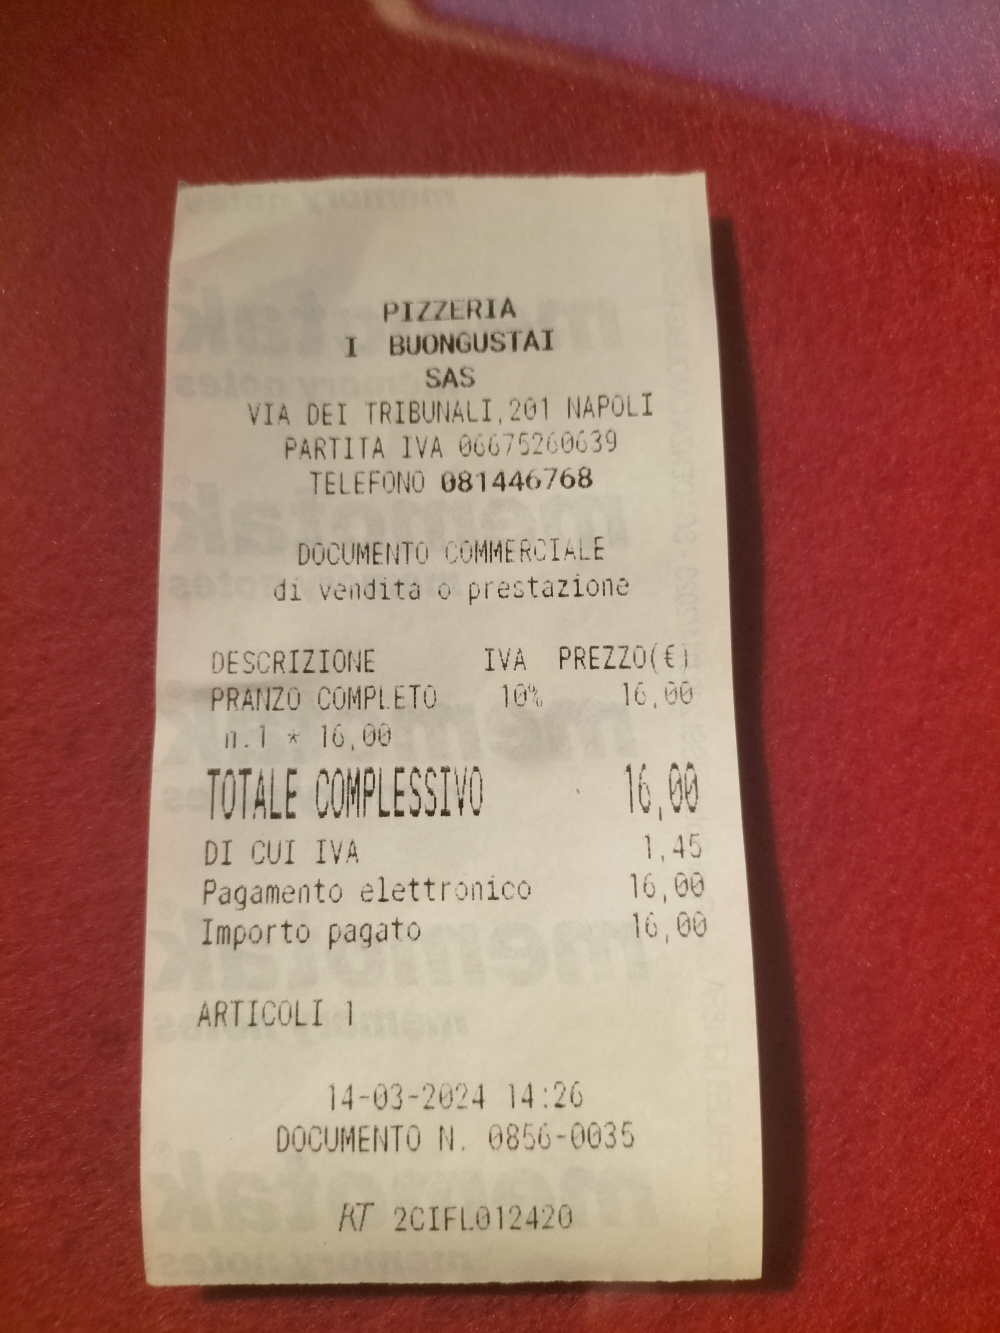 PIZZERIA
I BUONGUSTAI
SAS
VIA DEI TRIBUNALI,201 NAPOLI
PARTITA IVA 06675260639
TELEFONO 081446768
DOCUMENTO COMMERCIALE
di vendita o prestazione
DESCRIZIONE IVA PREZZO(€)
PRANZO COMPLETO 10% 16,00
n.1 * 16,00
TOTALE COMPLESSIVO 16,00
DI CUI IVA 1,45
Pagamento elettronico 16,00
Importo pagato 16,00
ARTICOLI 1
14-03-2024 14:26
DOCUMENTO N. 0856-0035
RT 2CIFL012420